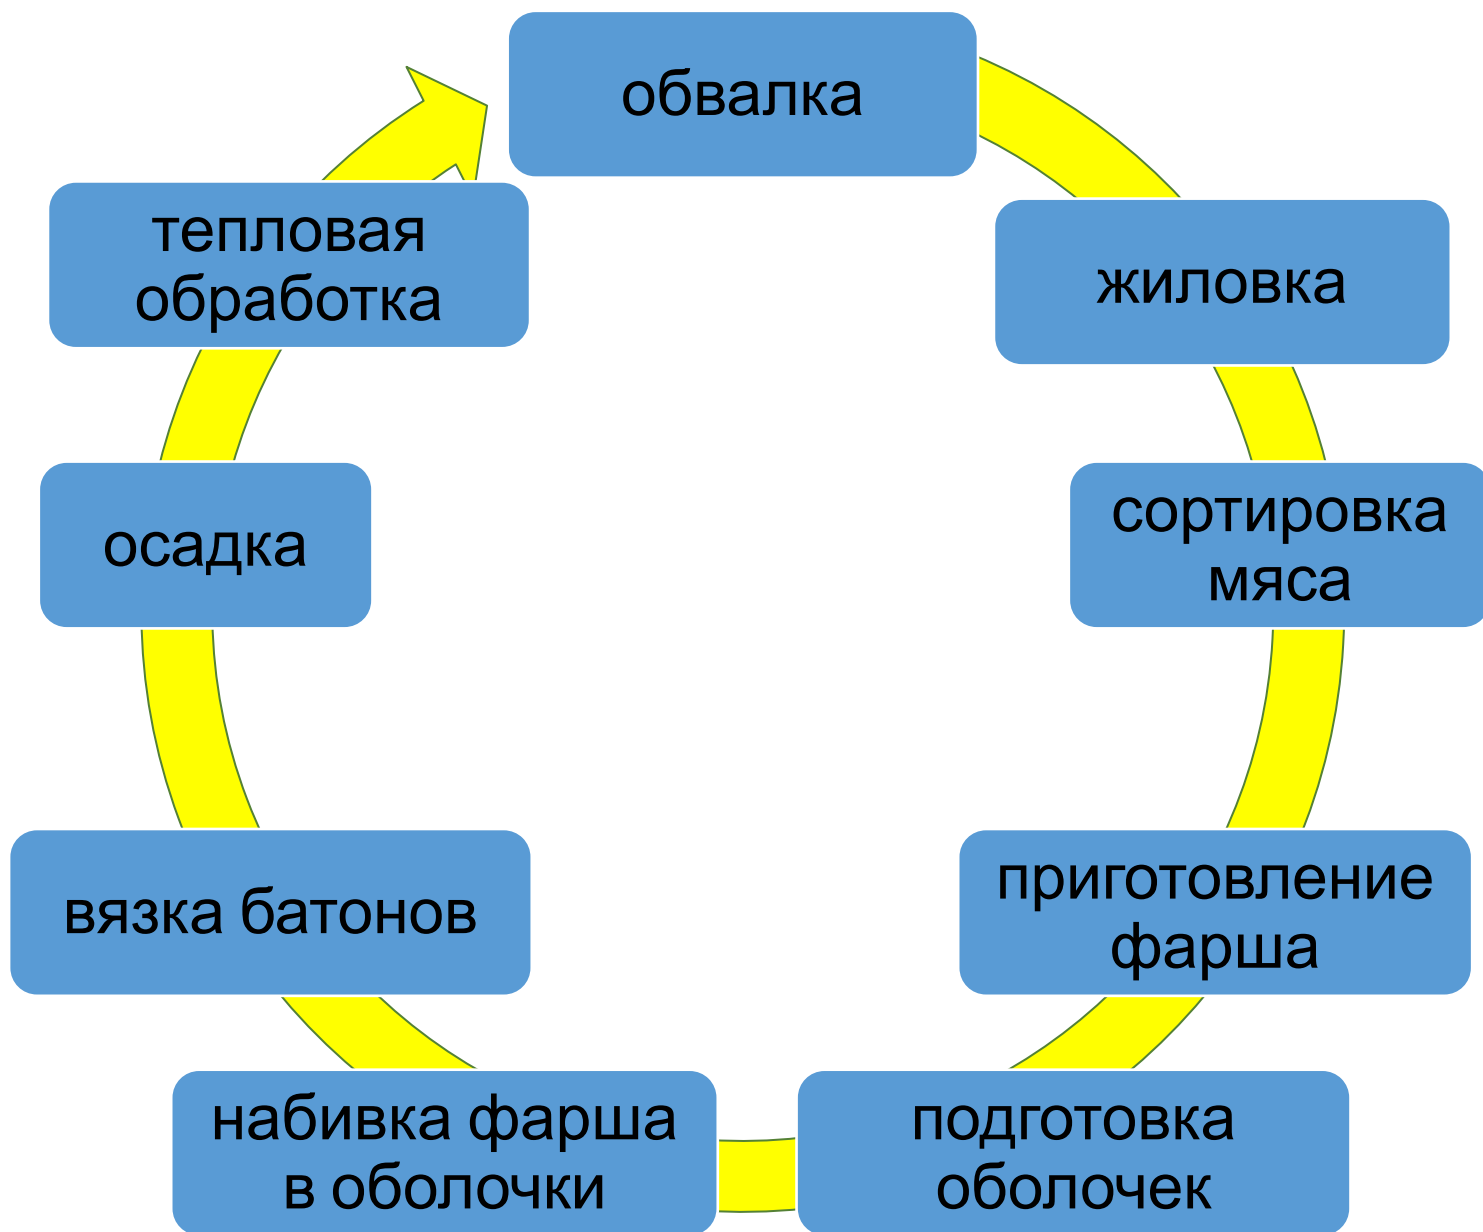 обвалка
жиловка
сортировка
мяса
приготовление
фарша
подготовка
оболочек
набивка фарша
в оболочки
вязка батонов
осадка
тепловая
обработка